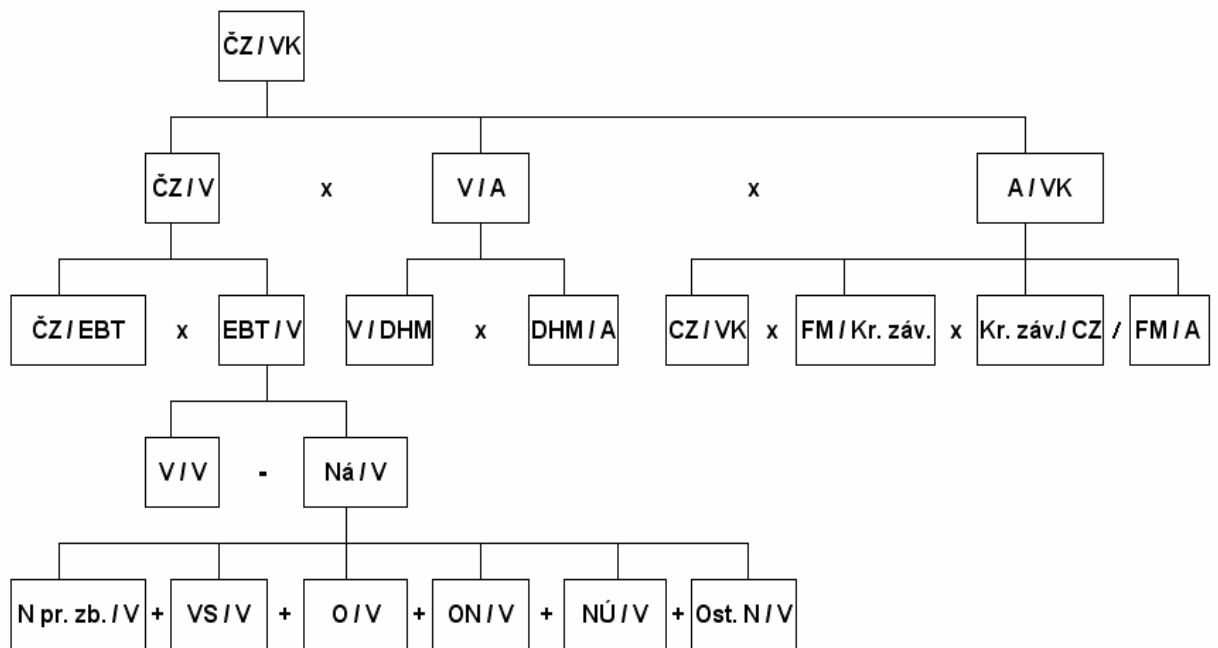 ČZ / VK
ČZ / V x V / A x A / VK
ČZ / EBT x EBT / V V / DHM x DHM / A CZ / VK x FM / Kr. záv. x Kr. záv./ CZ / FM / A
V / V - Ná / V
N pr. zb. / V + VS / V + O / V + ON / V + NÚ / V + Ost. N / V